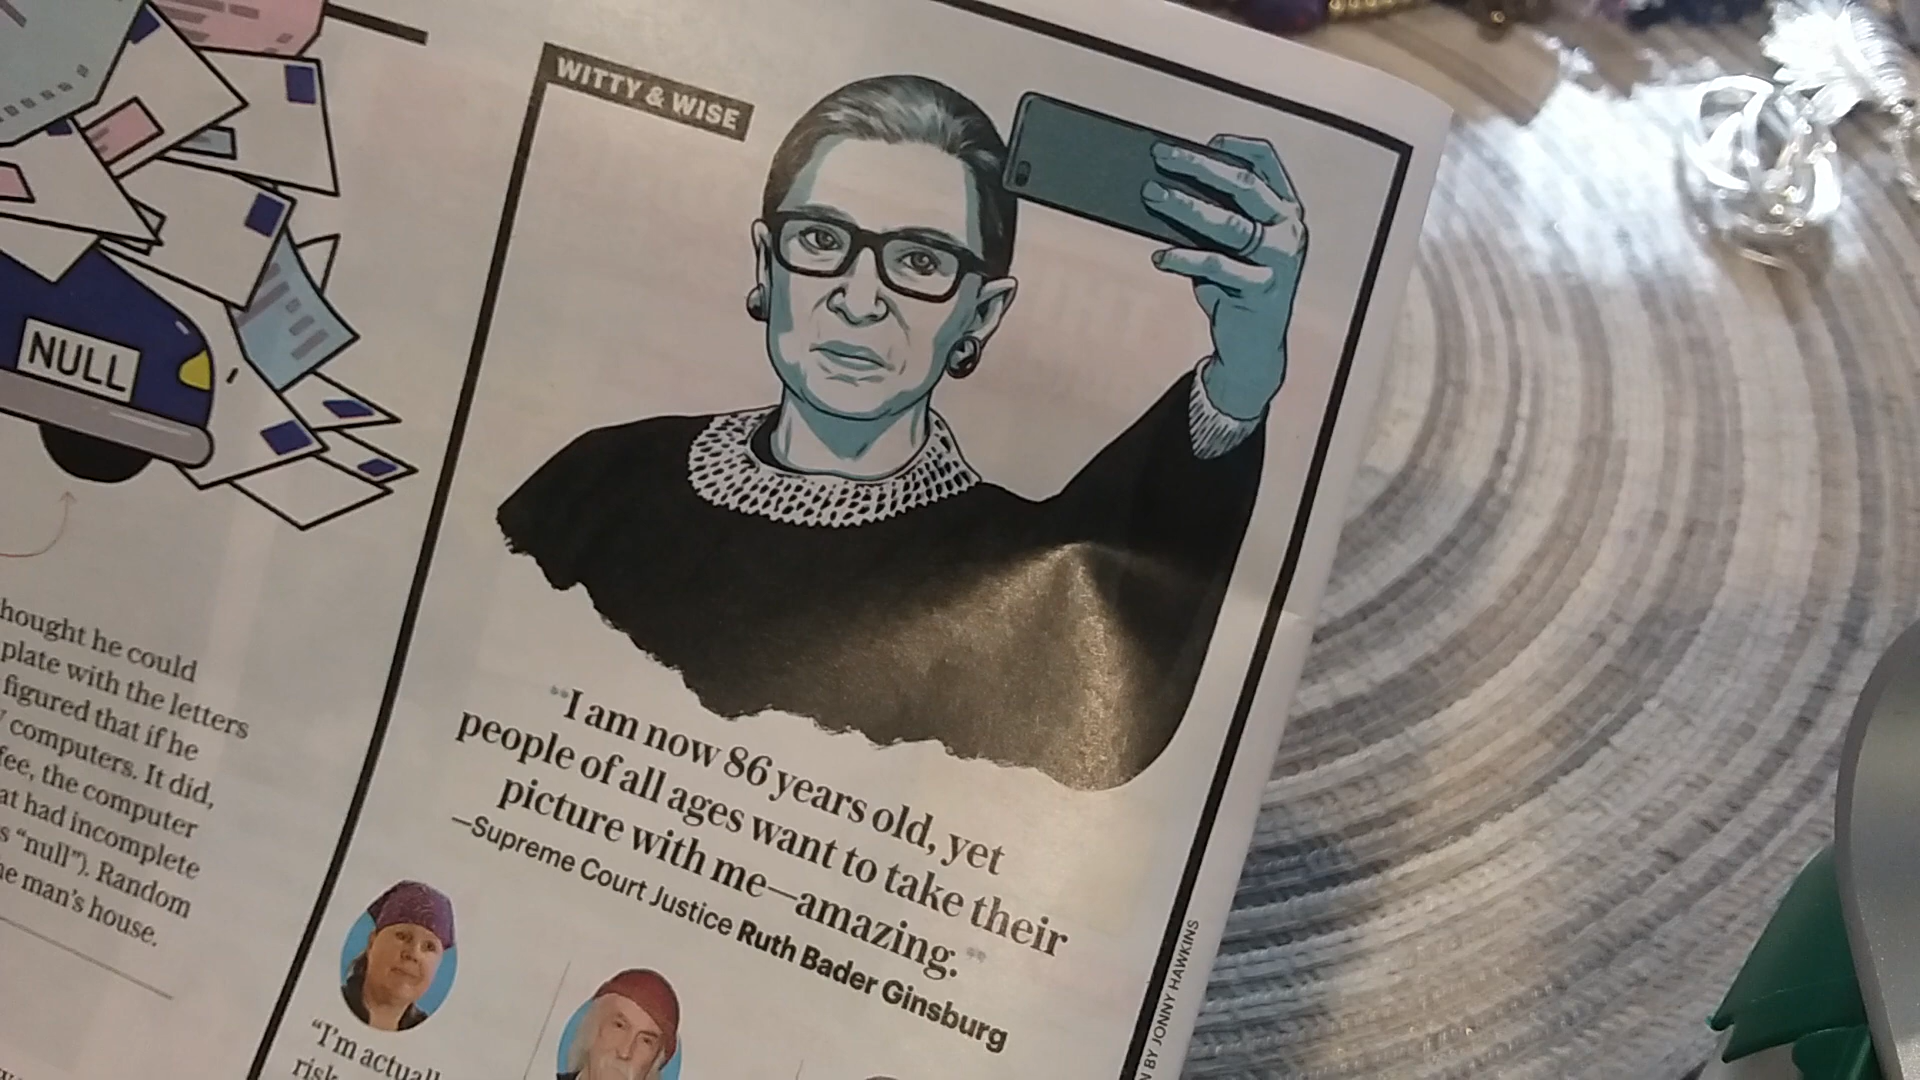 NULL
hought he could
plate with the letters
figured that if he
computers. It did,
fee, the computer
at had incomplete
s “null”). Random
he man’s house.
WITTY & WISE
“I am now 86 years old, yet
people of all ages want to take their
picture with me—amazing.”
—Supreme Court Justice Ruth Bader Ginsburg
“I’m actually
risk
N BY JONNY HAWKINS